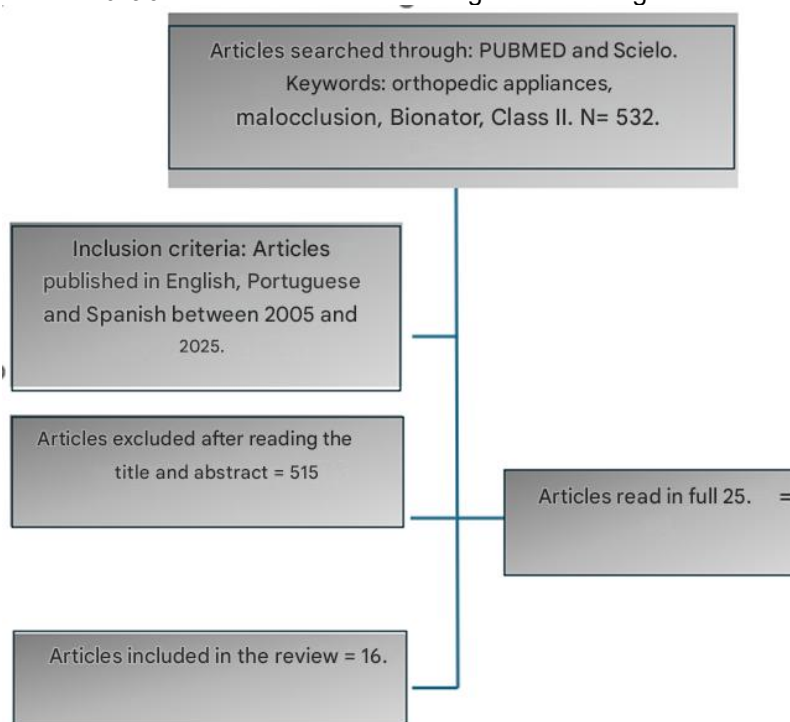 Articles searched through: PUBMED and Scielo.
Keywords: orthopedic appliances,
malocclusion, Bionator, Class II. N= 532.
Inclusion criteria: Articles
published in English, Portuguese
and Spanish between 2005 and
2025.
Articles excluded after reading the
title and abstract = 515
Articles read in full 25. =
Articles included in the review = 16.